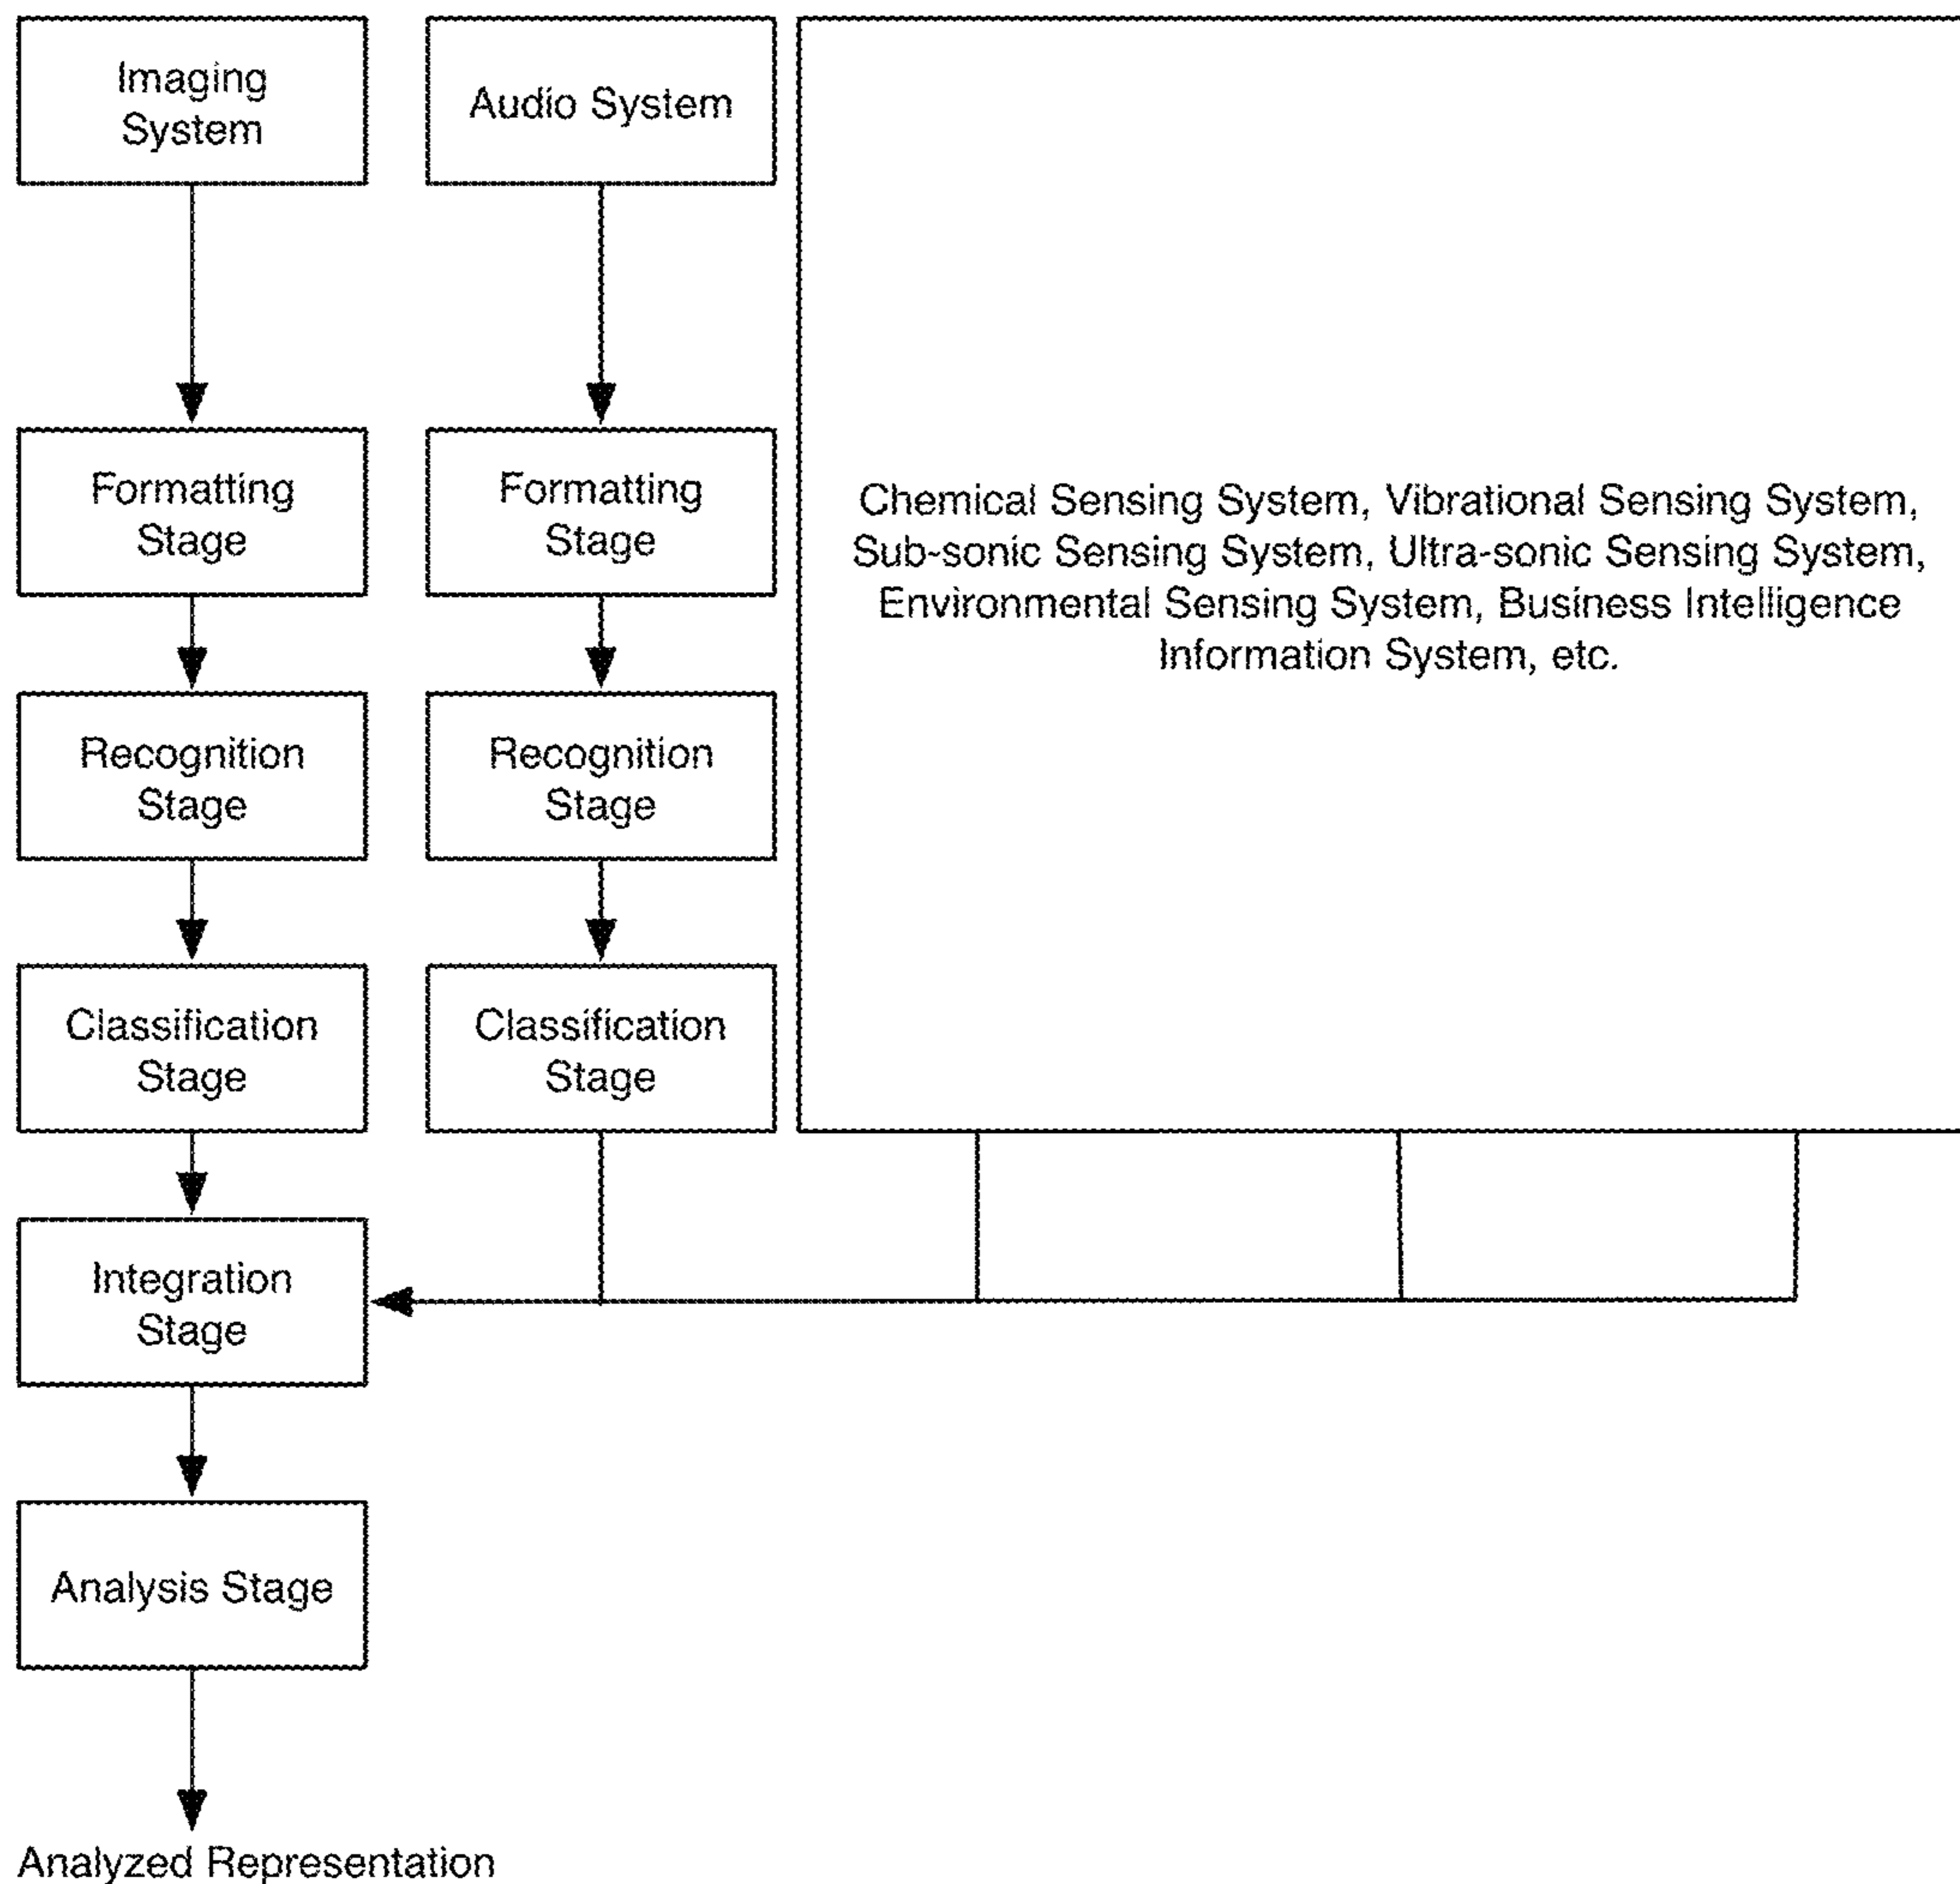 Imaging
System
Audio System
Formatting
Stage
Formatting
Stage
Chemical Sensing System, Vibrational Sensing System,
Sub-sonic Sensing System, Ultra-sonic Sensing System,
Environmental Sensing System, Business Intelligence
Information System, etc.
Recognition
Stage
Recognition
Stage
Classification
Stage
Classification
Stage
Integration
Stage
Analysis Stage
Analyzed Representation